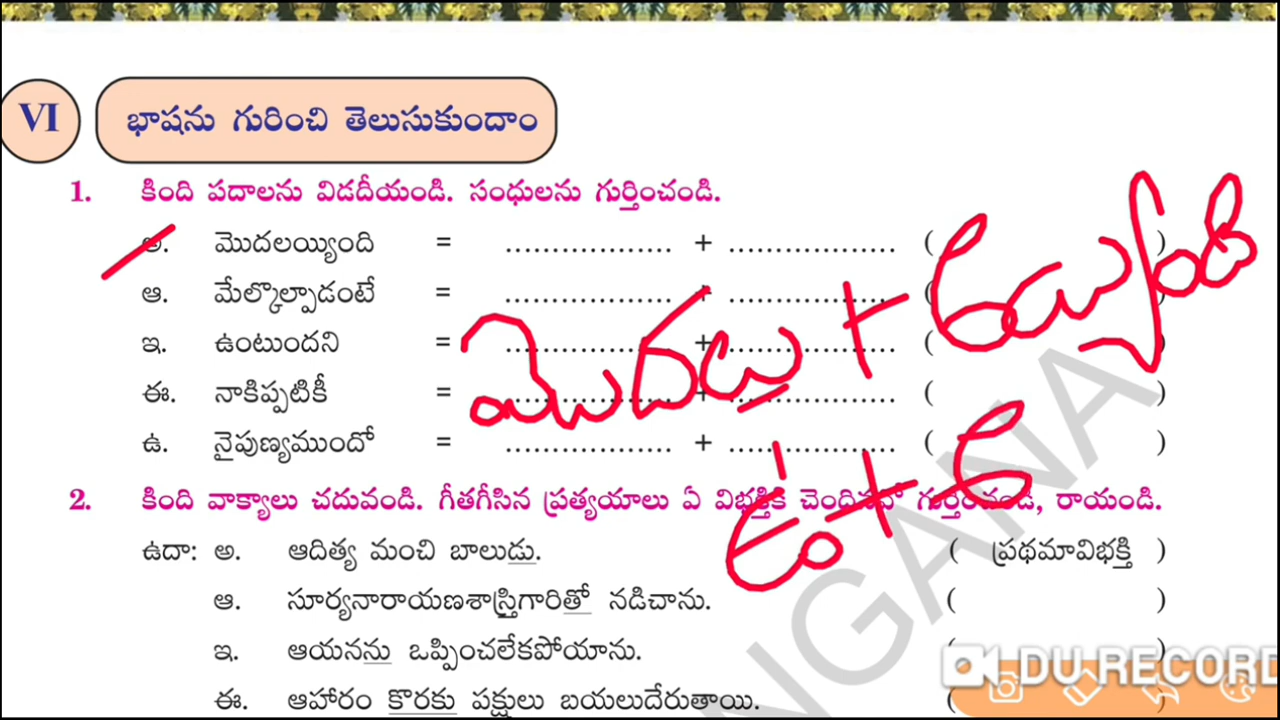 VI భాషను గురించి తెలుసుకుందాం
1. కింది పదాలను విడదీయండి. సంధులను గుర్తించండి.
అ. మొదలయ్యింది = .................. + .................. ( )
ఆ. మేల్కొల్పాడంటే = .................. + .................. ( )
ఇ. ఉంటుందని = .................. + .................. ( )
ఈ. నాకిప్పటికీ = .................. + .................. ( )
ఉ. నైపుణ్యముందో = .................. + .................. ( )
మొదలు + అయ్యింది
ఉ + అ
2. కింది వాక్యాలు చదువండి. గీతగీసిన ప్రత్యయాలు ఏ విభక్తికి చెందినవో గుర్తించండి, రాయండి.
ఉదా: అ. ఆదిత్య మంచి బాలుడు. ( ప్రథమావిభక్తి )
ఆ. సూర్యనారాయణశాస్త్రిగారితో నడిచాను. ( )
ఇ. ఆయనను ఒప్పించలేకపోయాను. ( )
ఈ. ఆహారం కొరకు పక్షులు బయలుదేరుతాయి. ( )
NGANA
DU RECORD